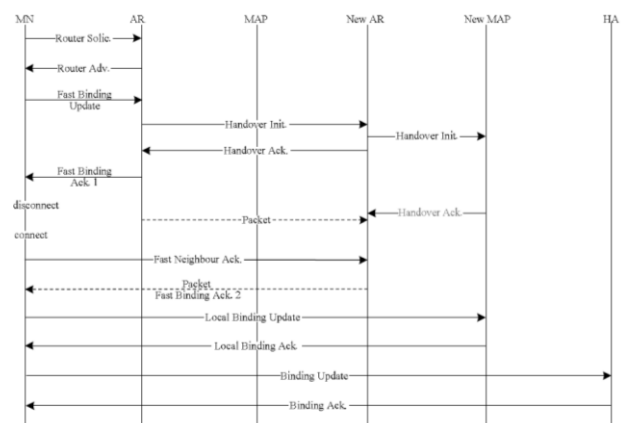 MN AR MAP New AR New MAP HA
Router Solic.
Router Adv.
Fast Binding
Update
Handover Init.
Handover Init.
Handover Ack.
Fast Binding
Ack. 1
disconnect
Handover Ack.
Packet
connect
Fast Neighbour Ack.
Packet
Fast Binding Ack. 2
Local Binding Update
Local Binding Ack.
Binding Update
Binding Ack.